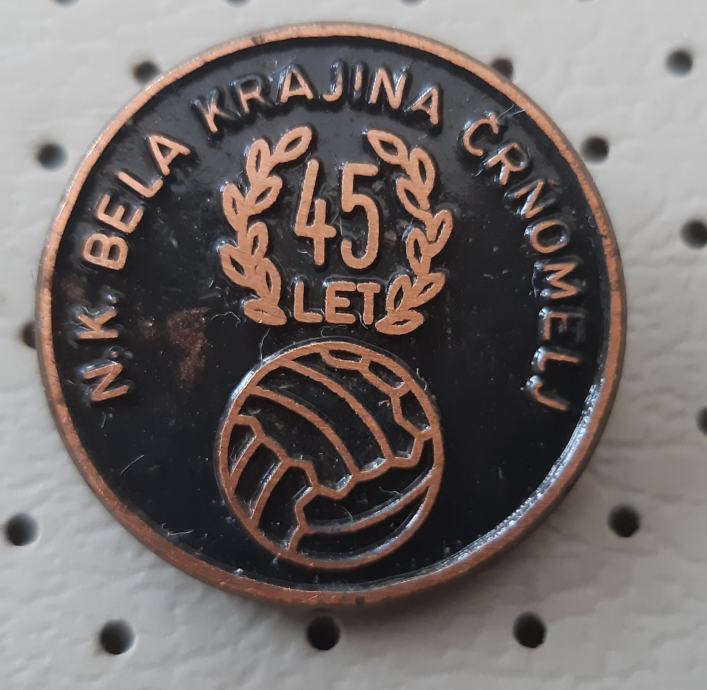 N.K. BELA KRAJINA ČRNOMELJ
45
LET